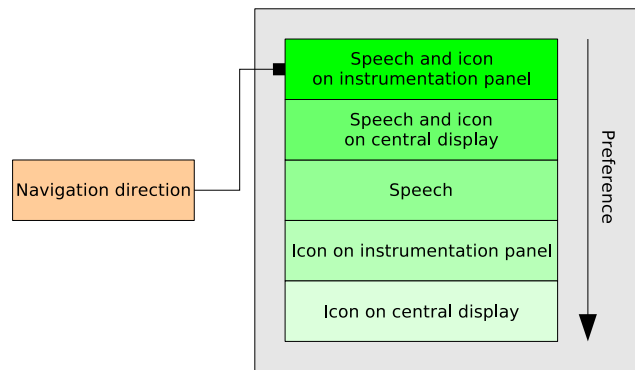 Speech and icon
on instrumentation panel
Speech and icon
on central display
Navigation direction
Speech
Icon on instrumentation panel
Icon on central display
Preference